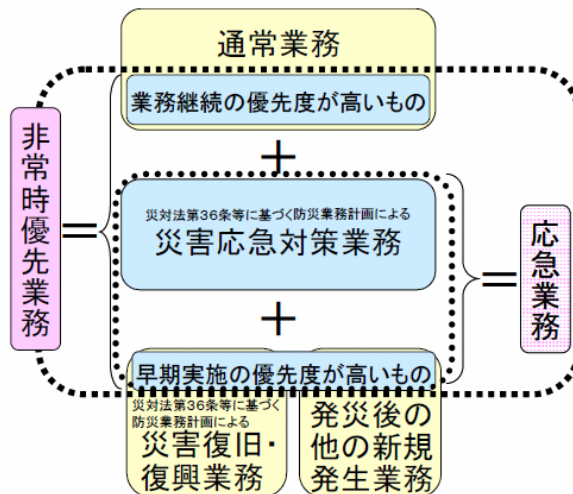 通常業務
業務継続の優先度が高いもの
＋
非常時優先業務
＝
災対法第36条等に基づく防災業務計画による
災害応急対策業務
＝
応急業務
＋
早期実施の優先度が高いもの
災対法第36条等に基づく
防災業務計画による
災害復旧・
復興業務
発災後の
他の新規
発生業務